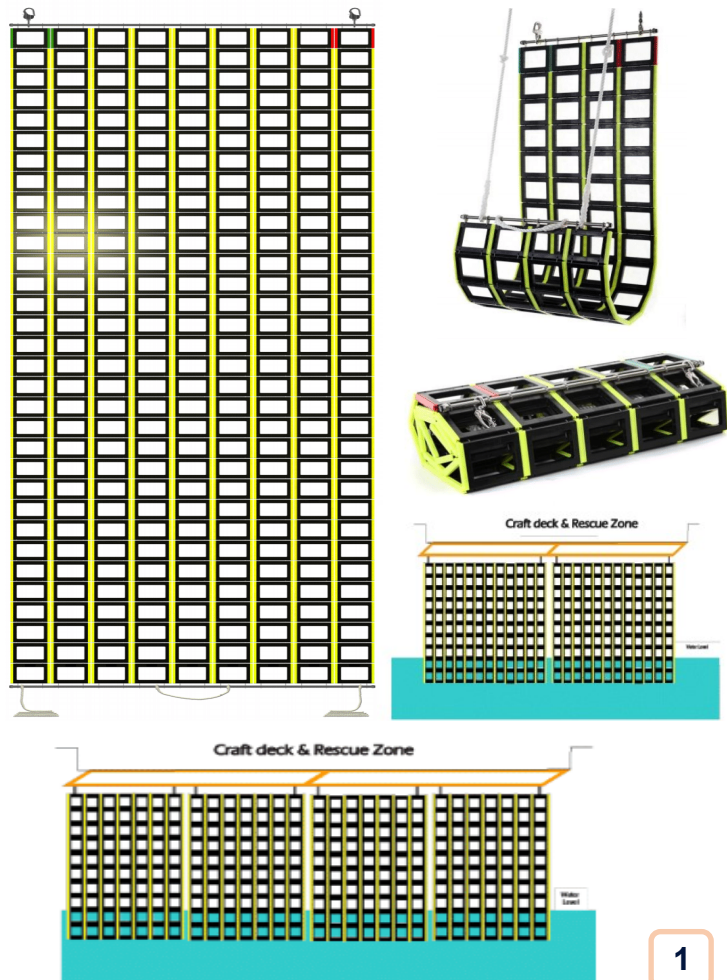 Craft deck & Rescue Zone
Water Level
Craft deck & Rescue Zone
Water
Level
1